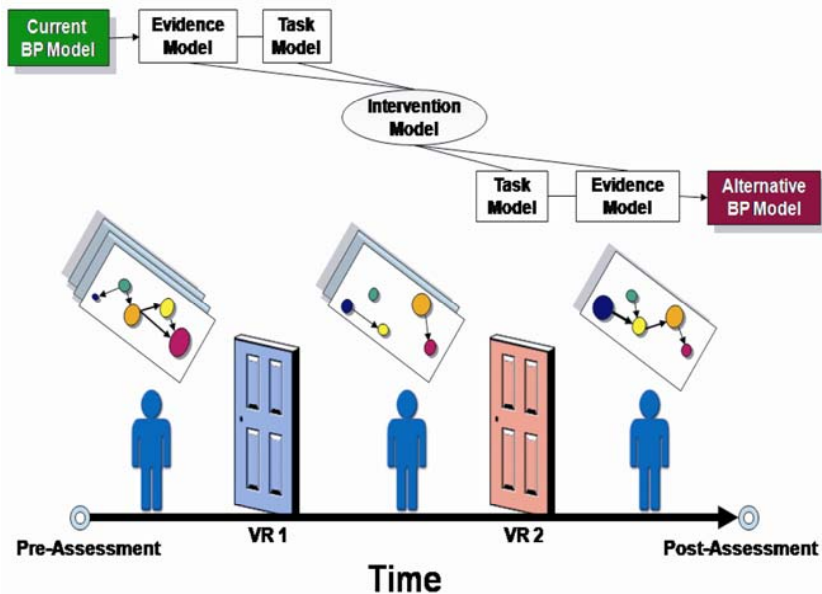 Current
BP Model
Evidence
Model
Task
Model
Intervention
Model
Task
Model
Evidence
Model
Alternative
BP Model
VR 1
VR 2
Pre-Assessment
Post-Assessment
Time